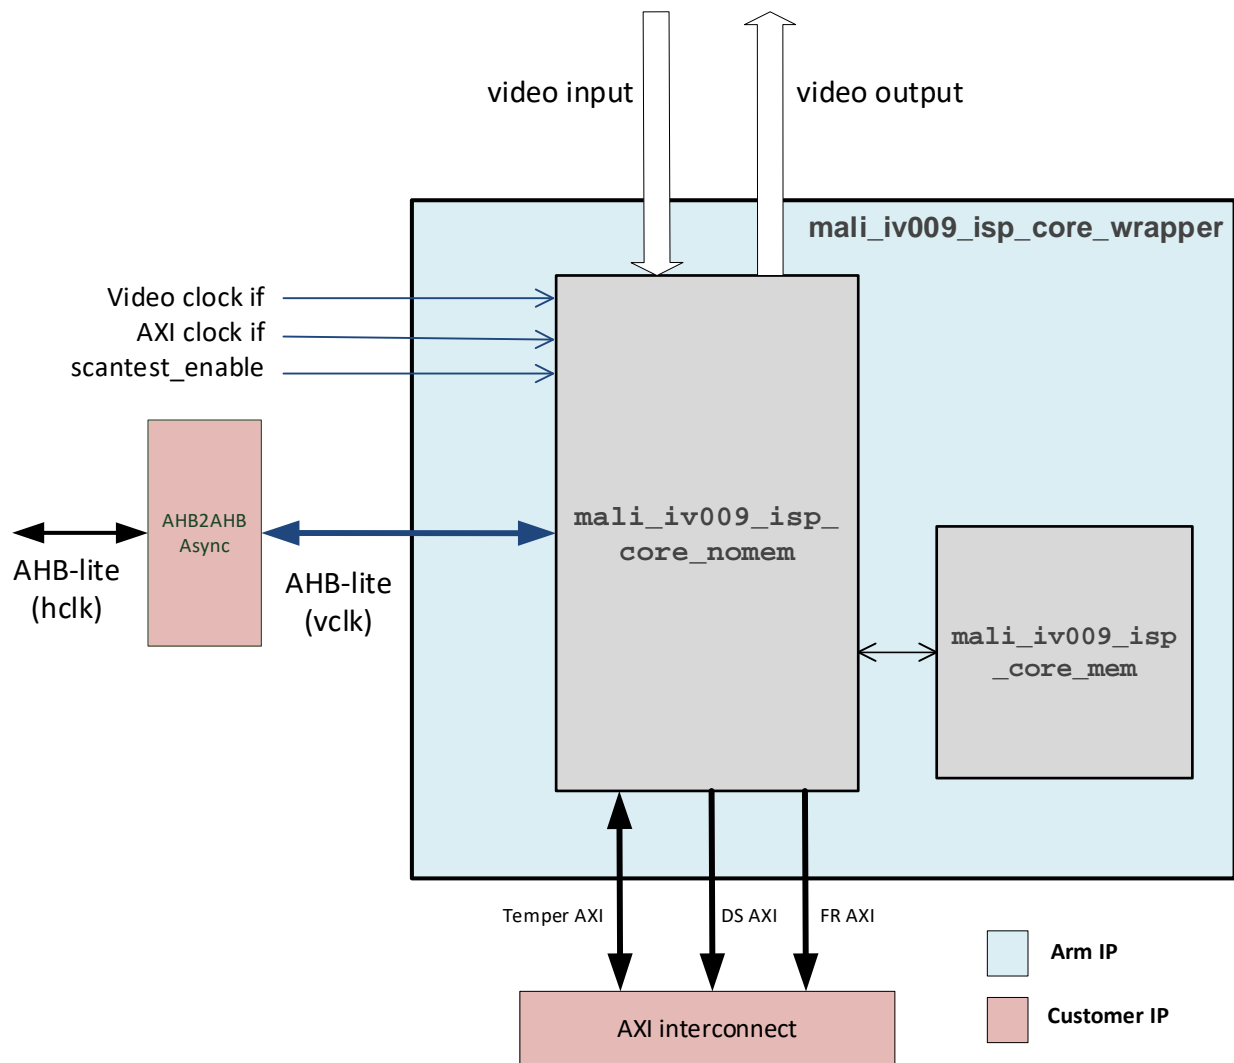 video input
video output
mali_iv009_isp_core_wrapper
Video clock if
AXI clock if
scantest_enable
AHB2AHB
Async
mali_iv009_isp_
core_nomem
AHB-lite
(hclk)
AHB-lite
(vclk)
mali_iv009_isp
_core_mem
Temper AXI
DS AXI
FR AXI
Arm IP
Customer IP
AXI interconnect